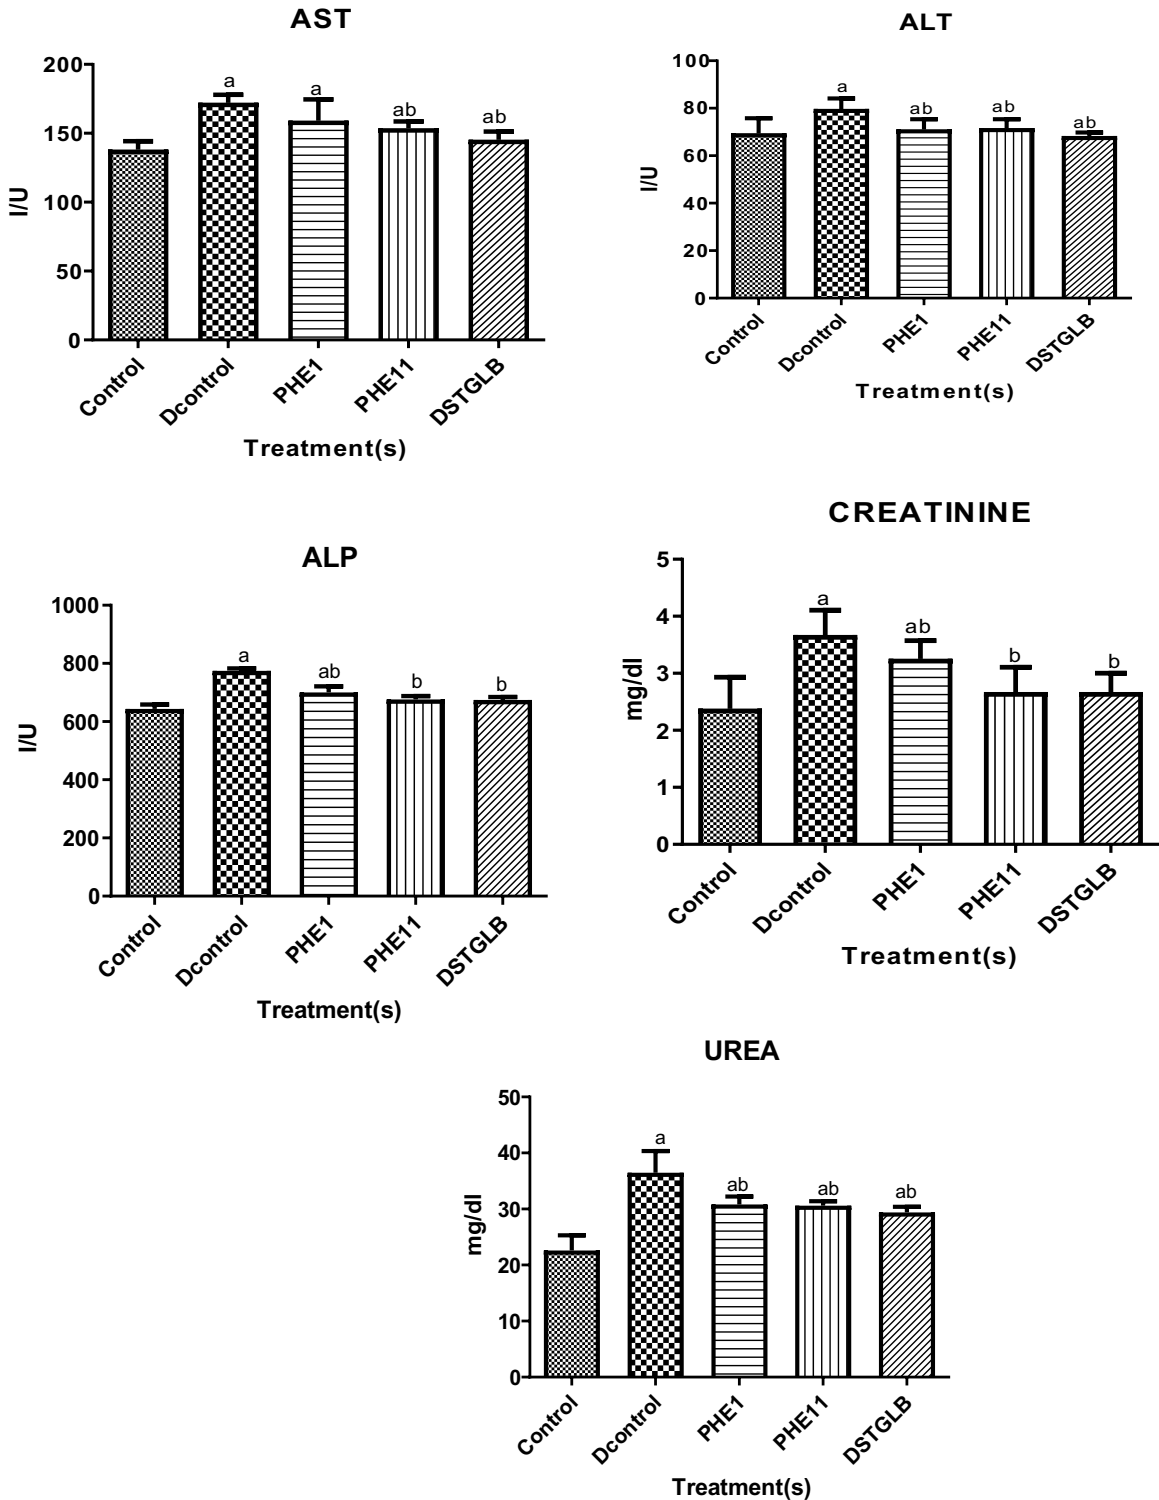 AST
200
150
100
50
0
I/U
a
a
ab
ab
Control
Dcontrol
PHE1
PHE11
DSTGLB
Treatment(s)
ALT
100
80
60
40
20
0
I/U
a
ab
ab
ab
Control
Dcontrol
PHE1
PHE11
DSTGLB
Treatment(s)
ALP
1000
800
600
400
200
0
I/U
a
ab
b
b
Control
Dcontrol
PHE1
PHE11
DSTGLB
Treatment(s)
CREATININE
5
4
3
2
1
0
mg/dl
a
ab
b
b
Control
Dcontrol
PHE1
PHE11
DSTGLB
Treatment(s)
UREA
50
40
30
20
10
0
mg/dl
a
ab
ab
ab
Control
Dcontrol
PHE1
PHE11
DSTGLB
Treatment(s)